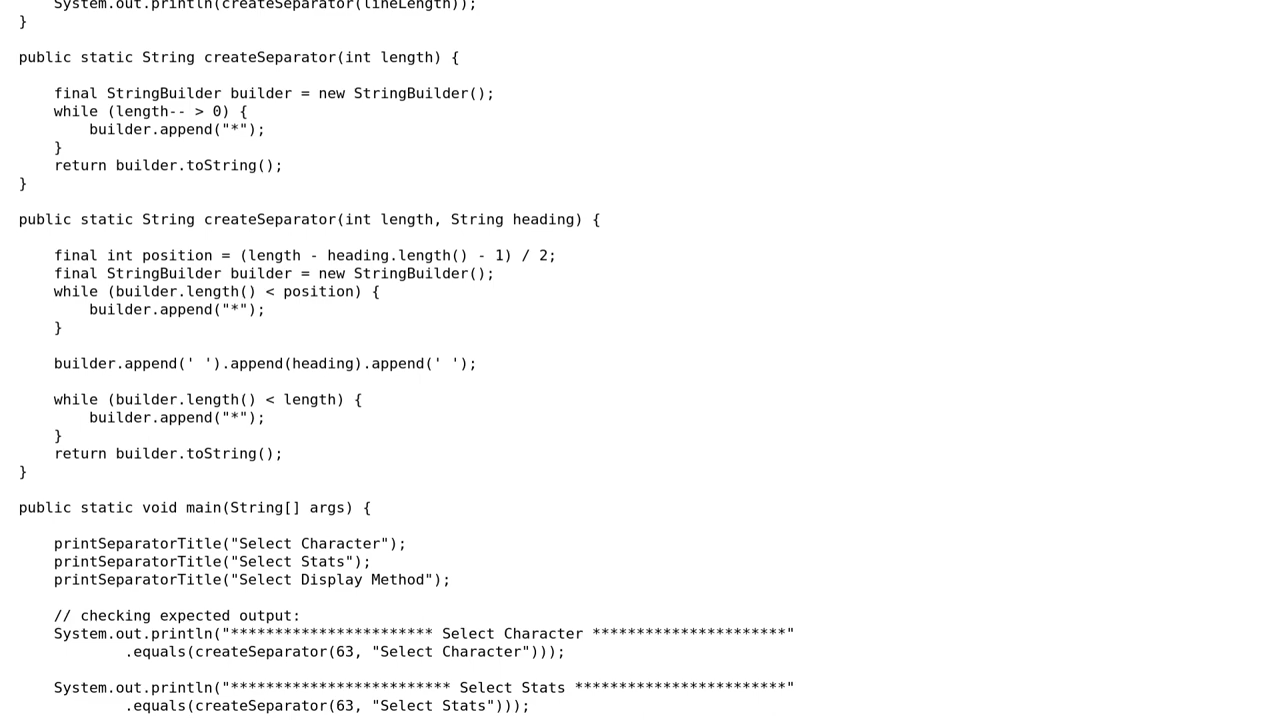 System.out.println(createSeparator(lineLength));
}
public static String createSeparator(int length) {
final StringBuilder builder = new StringBuilder();
while (length-- > 0) {
builder.append("*");
}
return builder.toString();
}
public static String createSeparator(int length, String heading) {
final int position = (length - heading.length() - 1) / 2;
final StringBuilder builder = new StringBuilder();
while (builder.length() < position) {
builder.append("*");
}
builder.append(' ').append(heading).append(' ');
while (builder.length() < length) {
builder.append("*");
}
return builder.toString();
}
public static void main(String[] args) {
printSeparatorTitle("Select Character");
printSeparatorTitle("Select Stats");
printSeparatorTitle("Select Display Method");
// checking expected output:
System.out.println("*********************** Select Character **********************"
.equals(createSeparator(63, "Select Character")));
System.out.println("************************* Select Stats ************************"
.equals(createSeparator(63, "Select Stats")));